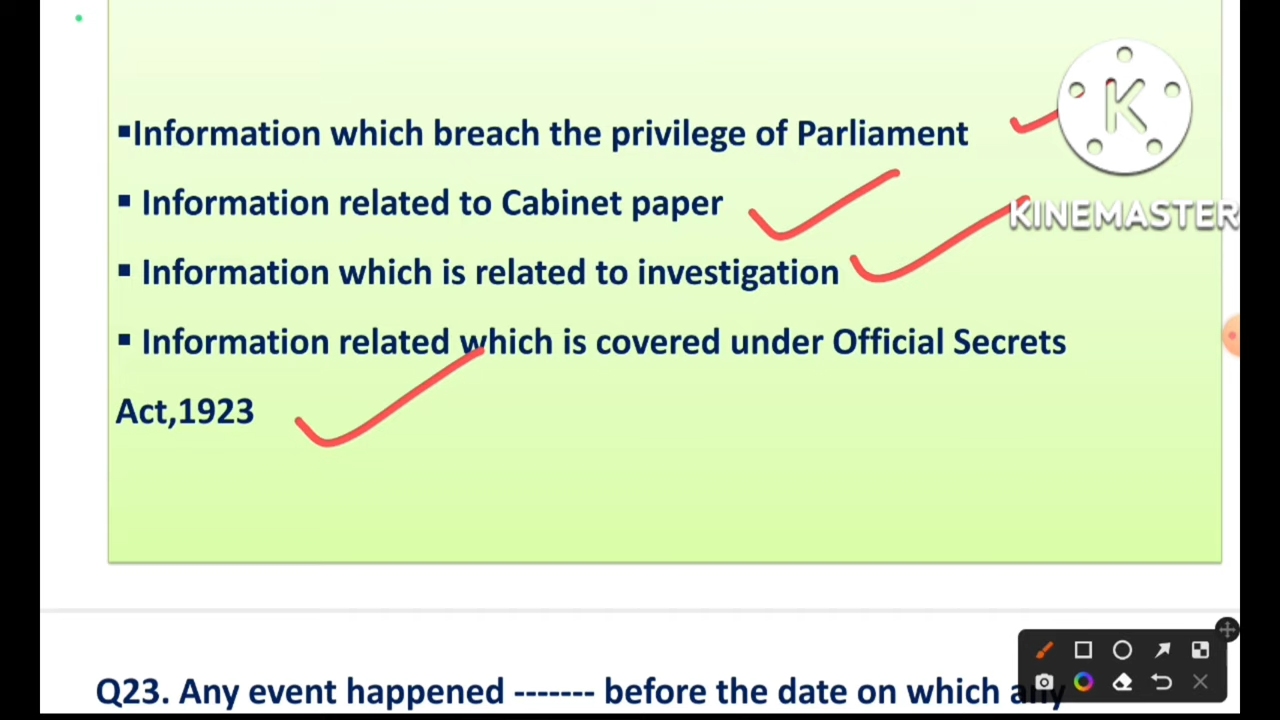 ▪Information which breach the privilege of Parliament
▪ Information related to Cabinet paper
▪ Information which is related to investigation
▪ Information related which is covered under Official Secrets
Act,1923
K
KINEMASTER
Q23. Any event happened ------- before the date on which any